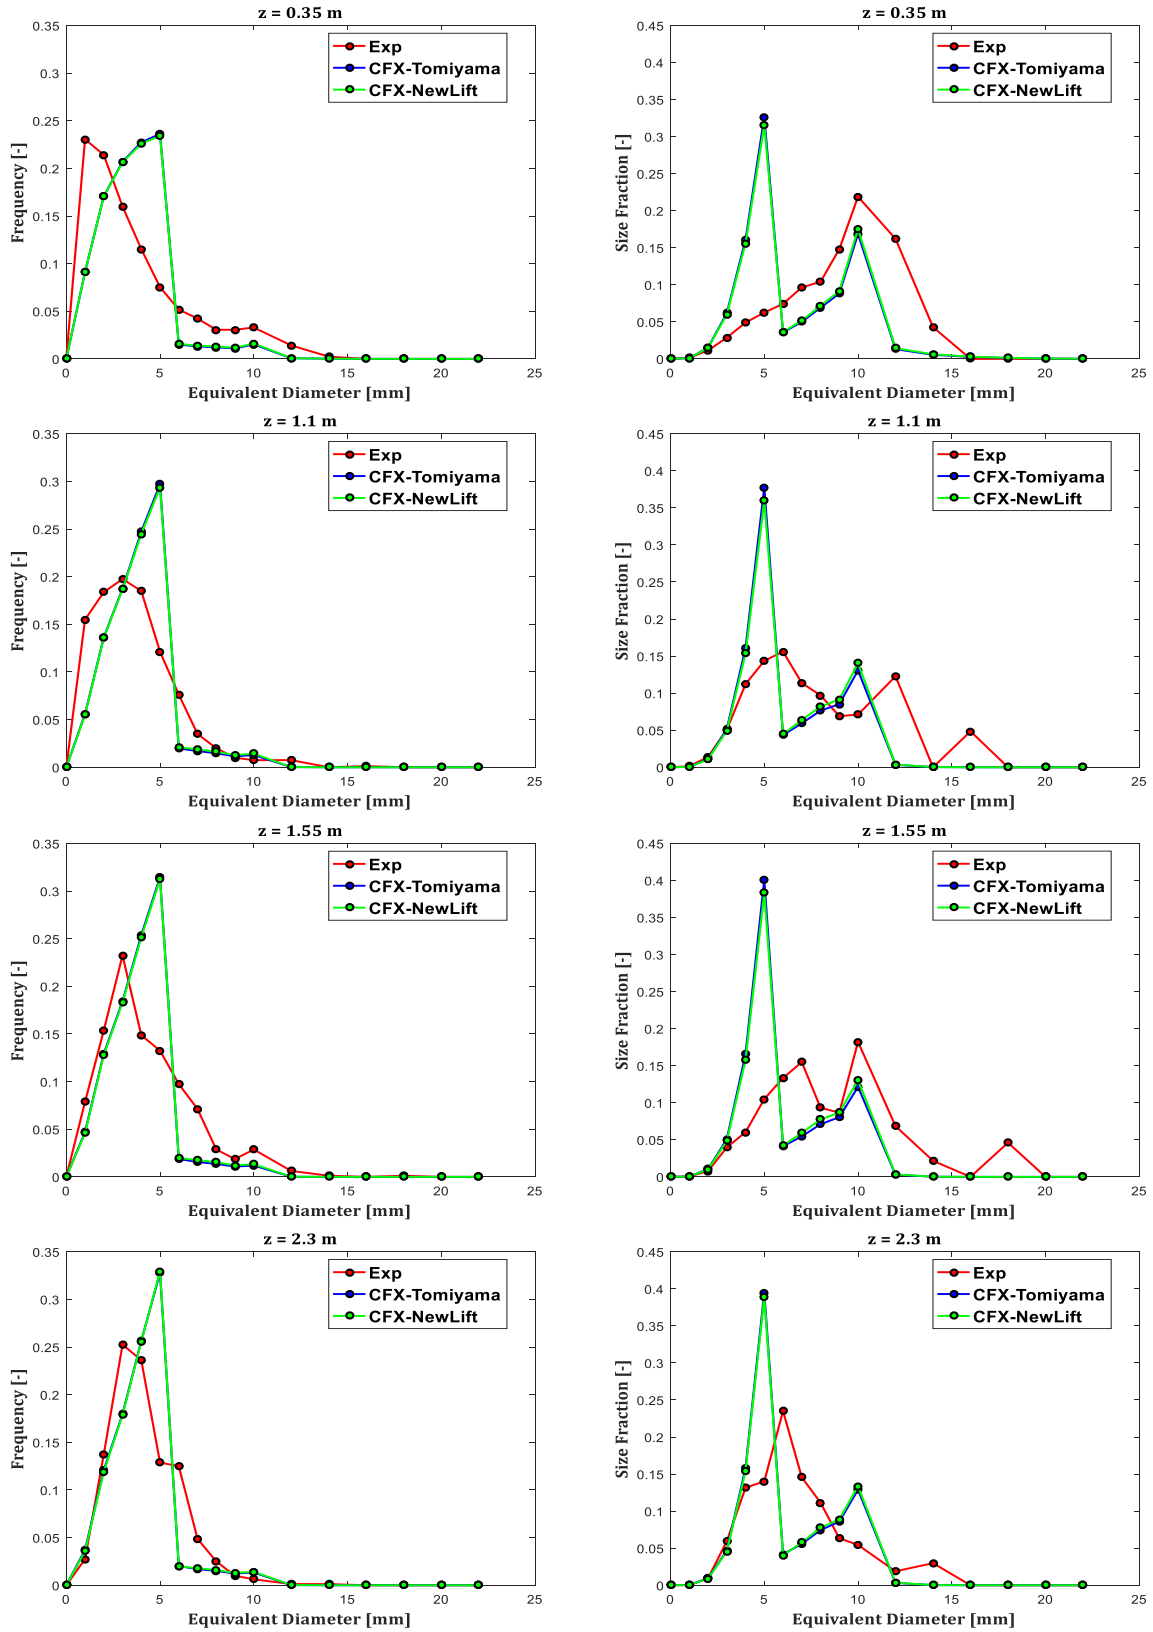 z = 0.35 m
0.35
0.3
0.25
0.2
0.15
0.1
0.05
0
Frequency [-]
Exp
CFX-Tomiyama
CFX-NewLift
0 5 10 15 20 25
Equivalent Diameter [mm]
z = 0.35 m
0.45
0.4
0.35
0.3
0.25
0.2
0.15
0.1
0.05
0
Size Fraction [-]
Exp
CFX-Tomiyama
CFX-NewLift
0 5 10 15 20 25
Equivalent Diameter [mm]
z = 1.1 m
0.35
0.3
0.25
0.2
0.15
0.1
0.05
0
Frequency [-]
Exp
CFX-Tomiyama
CFX-NewLift
0 5 10 15 20 25
Equivalent Diameter [mm]
z = 1.1 m
0.45
0.4
0.35
0.3
0.25
0.2
0.15
0.1
0.05
0
Size Fraction [-]
Exp
CFX-Tomiyama
CFX-NewLift
0 5 10 15 20 25
Equivalent Diameter [mm]
z = 1.55 m
0.35
0.3
0.25
0.2
0.15
0.1
0.05
0
Frequency [-]
Exp
CFX-Tomiyama
CFX-NewLift
0 5 10 15 20 25
Equivalent Diameter [mm]
z = 1.55 m
0.45
0.4
0.35
0.3
0.25
0.2
0.15
0.1
0.05
0
Size Fraction [-]
Exp
CFX-Tomiyama
CFX-NewLift
0 5 10 15 20 25
Equivalent Diameter [mm]
z = 2.3 m
0.35
0.3
0.25
0.2
0.15
0.1
0.05
0
Frequency [-]
Exp
CFX-Tomiyama
CFX-NewLift
0 5 10 15 20 25
Equivalent Diameter [mm]
z = 2.3 m
0.45
0.4
0.35
0.3
0.25
0.2
0.15
0.1
0.05
0
Size Fraction [-]
Exp
CFX-Tomiyama
CFX-NewLift
0 5 10 15 20 25
Equivalent Diameter [mm]